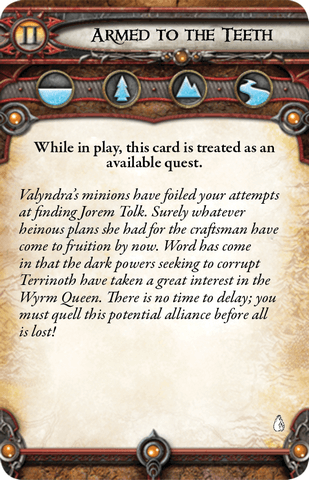 II
Armed to the Teeth
While in play, this card is treated as an
available quest.
Valyndra's minions have foiled your attempts
at finding Jorem Tolk. Surely whatever
heinous plans she had for the craftsman have
come to fruition by now. Word has come
in that the dark powers seeking to corrupt
Terrinoth have taken a great interest in the
Wyrm Queen. There is no time to delay; you
must quell this potential alliance before all
is lost!